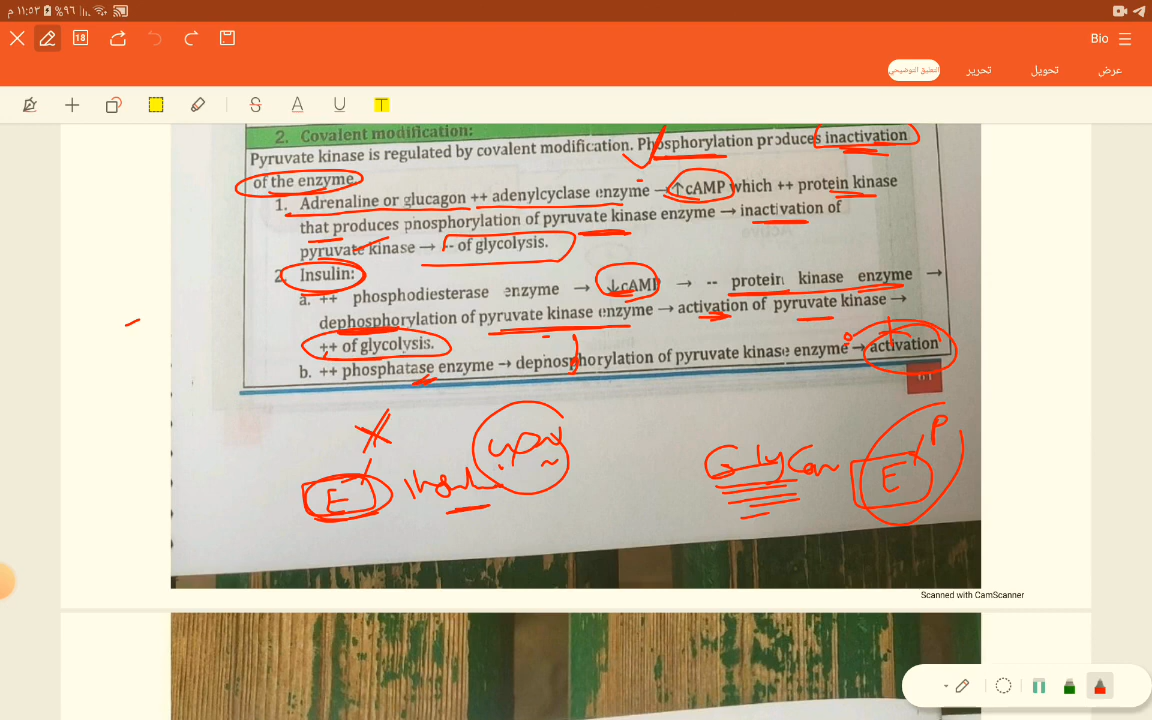 ١١:٥٣ م %٩٦
18
Bio
عرض
تحويل
تحرير
التعليق التوضيحي
S A U T
2. Covalent modification:
Pyruvate kinase is regulated by covalent modification. Phosphorylation produces inactivation
of the enzyme.
1. Adrenaline or glucagon ++ adenylcyclase enzyme → ↑cAMP which ++ protein kinase
that produces phosphorylation of pyruvate kinase enzyme → inactivation of
pyruvate kinase → -- of glycolysis.
2. Insulin:
a. ++ phosphodiesterase enzyme → ↓cAMP → -- protein kinase enzyme →
dephosphorylation of pyruvate kinase enzyme → activation of pyruvate kinase →
++ of glycolysis.
b. ++ phosphatase enzyme → dephosphorylation of pyruvate kinase enzyme → activation
E
E
P
Scanned with CamScanner